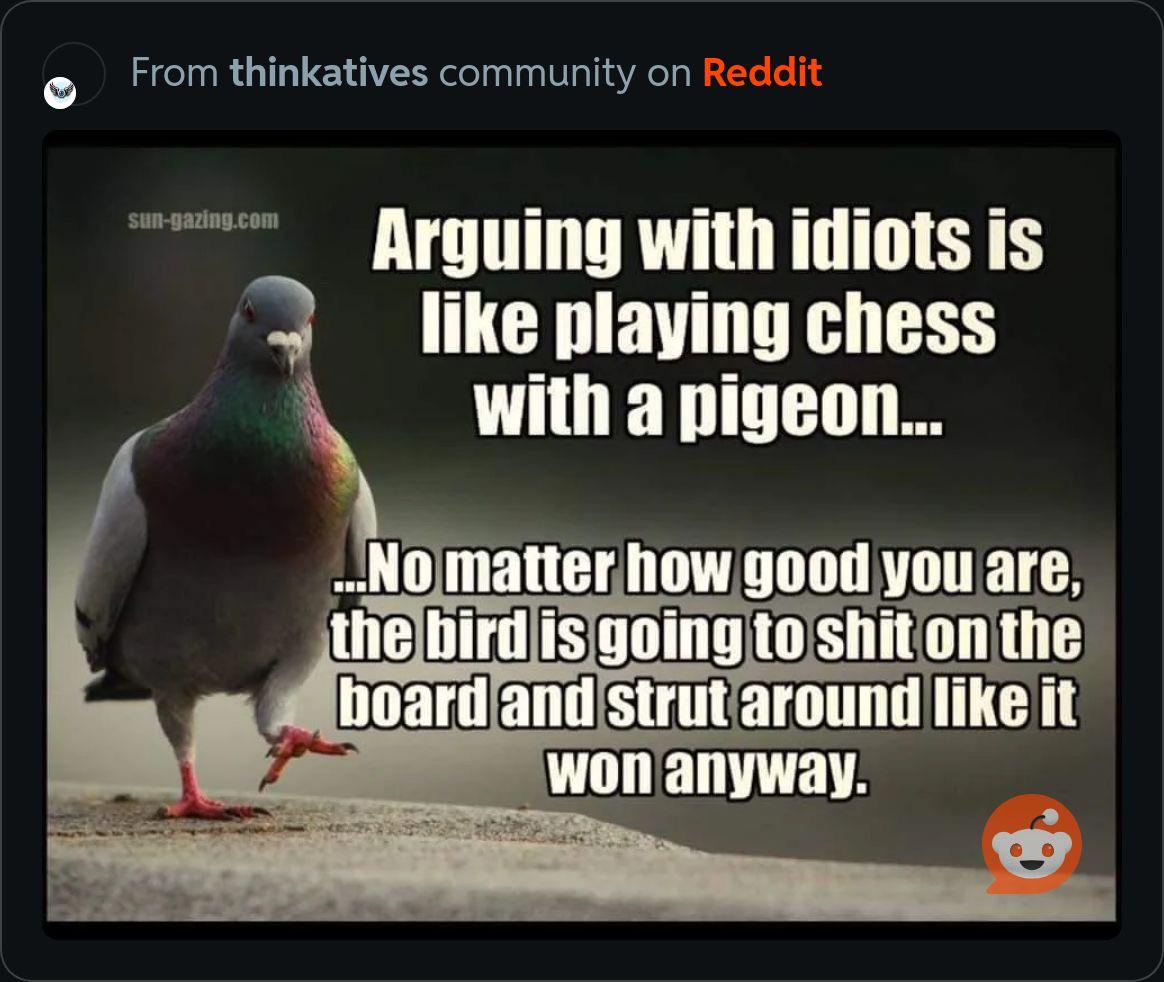 From thinkatives community on Reddit
sun-gazing.com
Arguing with idiots is
like playing chess
with a pigeon...
...No matter how good you are,
the bird is going to shit on the
board and strut around like it
won anyway.